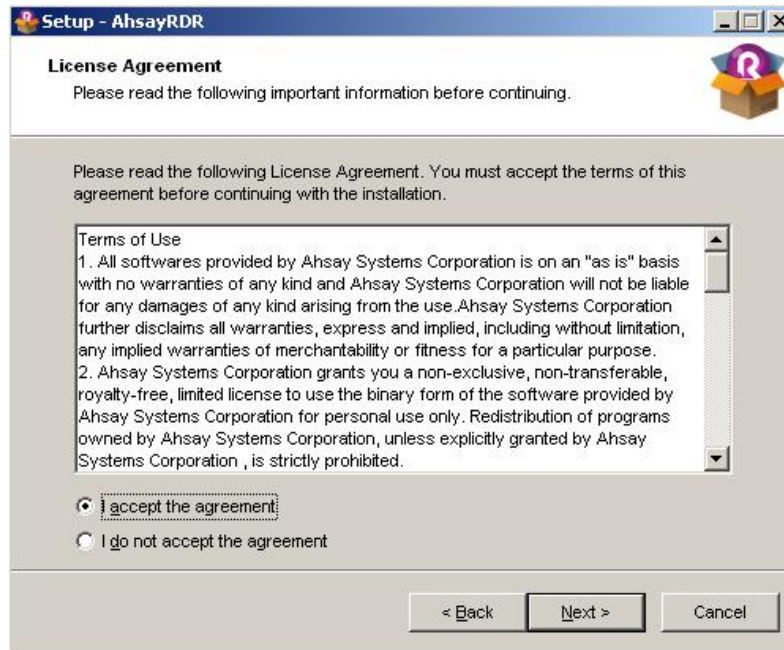 Setup - AhsayRDR
License Agreement
Please read the following important information before continuing.
R
Please read the following License Agreement. You must accept the terms of this
agreement before continuing with the installation.
Terms of Use
1. All softwares provided by Ahsay Systems Corporation is on an "as is" basis
with no warranties of any kind and Ahsay Systems Corporation will not be liable
for any damages of any kind arising from the use.Ahsay Systems Corporation
further disclaims all warranties, express and implied, including without limitation,
any implied warranties of merchantability or fitness for a particular purpose.
2. Ahsay Systems Corporation grants you a non-exclusive, non-transferable,
royalty-free, limited license to use the binary form of the software provided by
Ahsay Systems Corporation for personal use only. Redistribution of programs
owned by Ahsay Systems Corporation, unless explicitly granted by Ahsay
Systems Corporation , is strictly prohibited.
I accept the agreement
I do not accept the agreement
< Back Next > Cancel